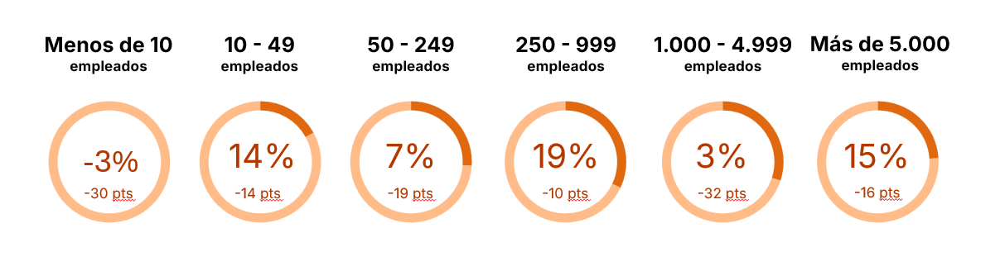 Menos de 10
empleados
-3%
-30 pts
10 - 49
empleados
14%
-14 pts
50 - 249
empleados
7%
-19 pts
250 - 999
empleados
19%
-10 pts
1.000 - 4.999
empleados
3%
-32 pts
Más de 5.000
empleados
15%
-16 pts